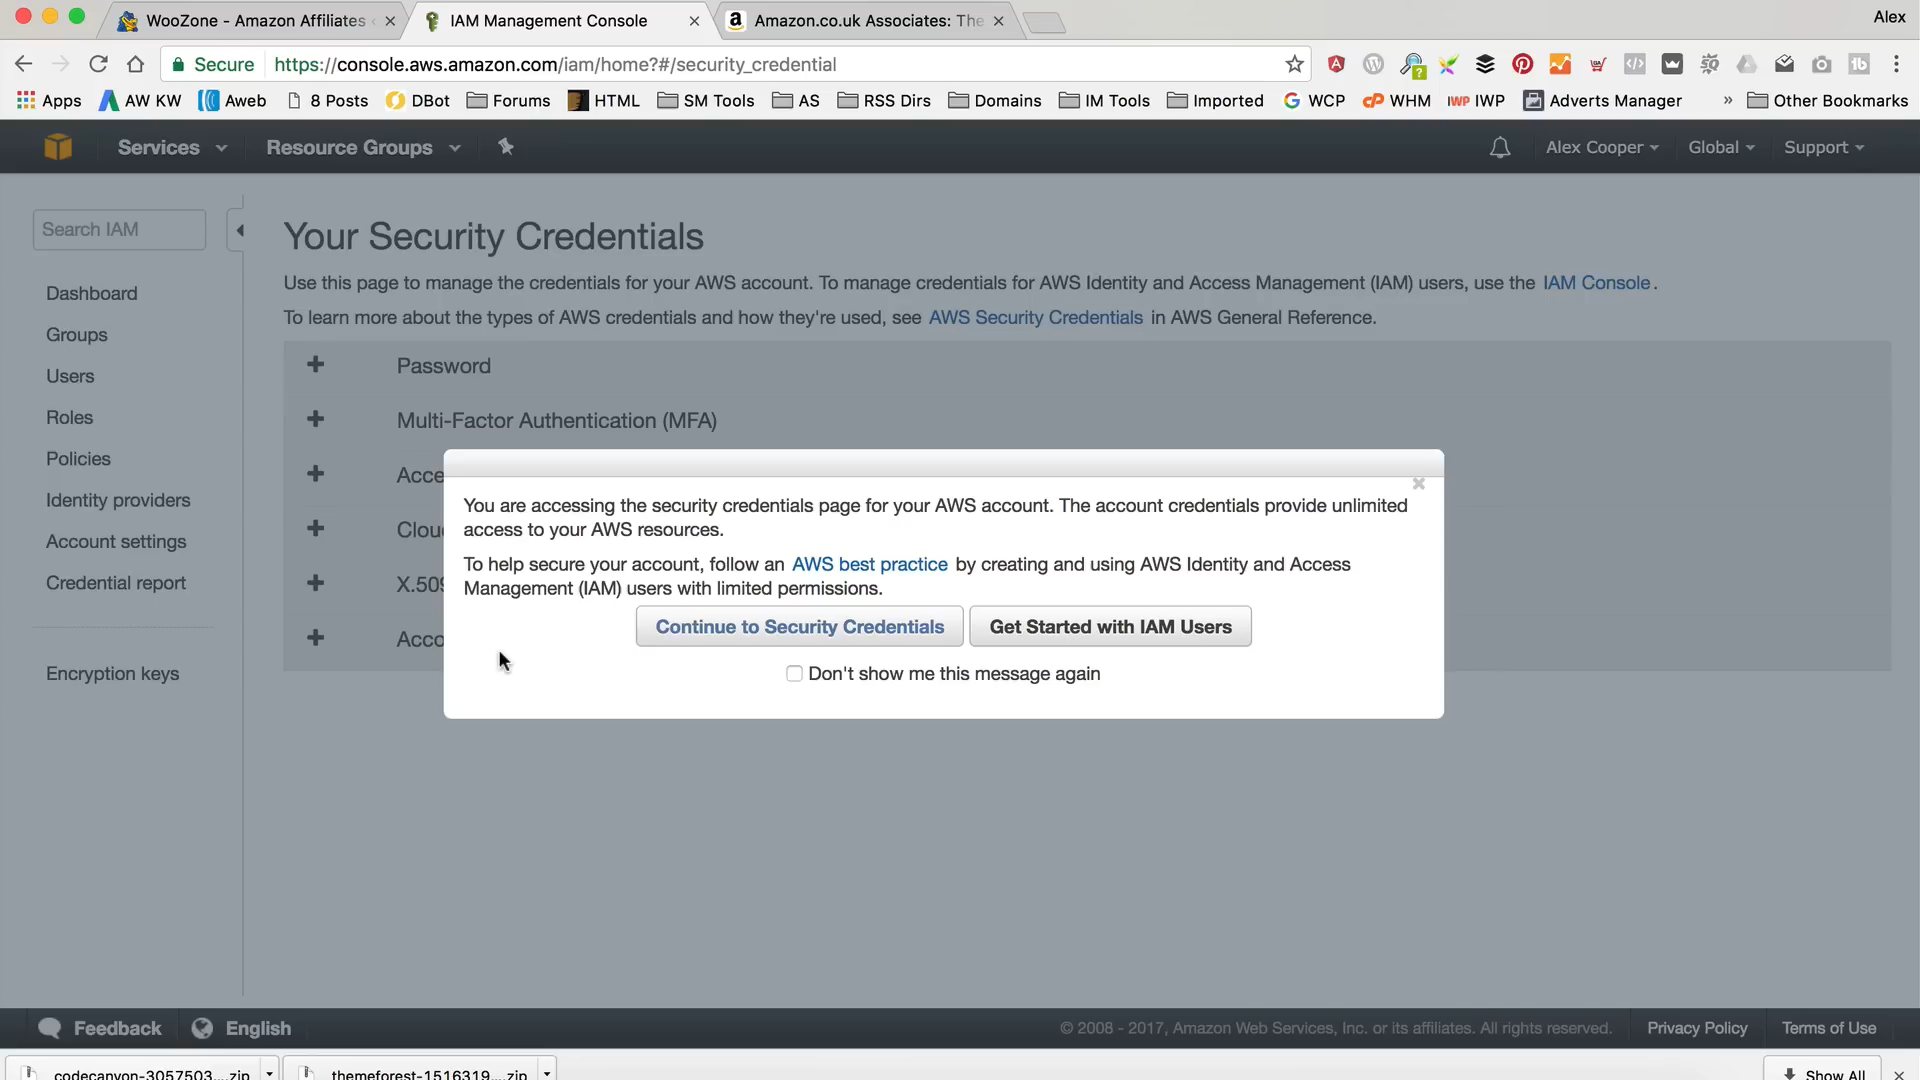 WooZone - Amazon Affiliates
IAM Management Console
Amazon.co.uk Associates: The
Alex
Secure
https://console.aws.amazon.com/iam/home?#/security_credential
Apps
AW KW
Aweb
8 Posts
DBot
Forums
HTML
SM Tools
AS
RSS Dirs
Domains
IM Tools
Imported
WCP
WHM
IWP
Adverts Manager
»
Other Bookmarks
Services
Resource Groups
Alex Cooper
Global
Support
Search IAM
Dashboard
Groups
Users
Roles
Policies
Identity providers
Account settings
Credential report
Encryption keys
Your Security Credentials
Use this page to manage the credentials for your AWS account. To manage credentials for AWS Identity and Access Management (IAM) users, use the IAM Console.
To learn more about the types of AWS credentials and how they're used, see AWS Security Credentials in AWS General Reference.
Password
Multi-Factor Authentication (MFA)
Acce
Clou
X.509
Acco
You are accessing the security credentials page for your AWS account. The account credentials provide unlimited
access to your AWS resources.
To help secure your account, follow an AWS best practice by creating and using AWS Identity and Access
Management (IAM) users with limited permissions.
Continue to Security Credentials
Get Started with IAM Users
Don't show me this message again
Feedback
English
© 2008 - 2017, Amazon Web Services, Inc. or its affiliates. All rights reserved.
Privacy Policy
Terms of Use
codecanyon-3057503....zip
themeforest-1516319....zip
Show All